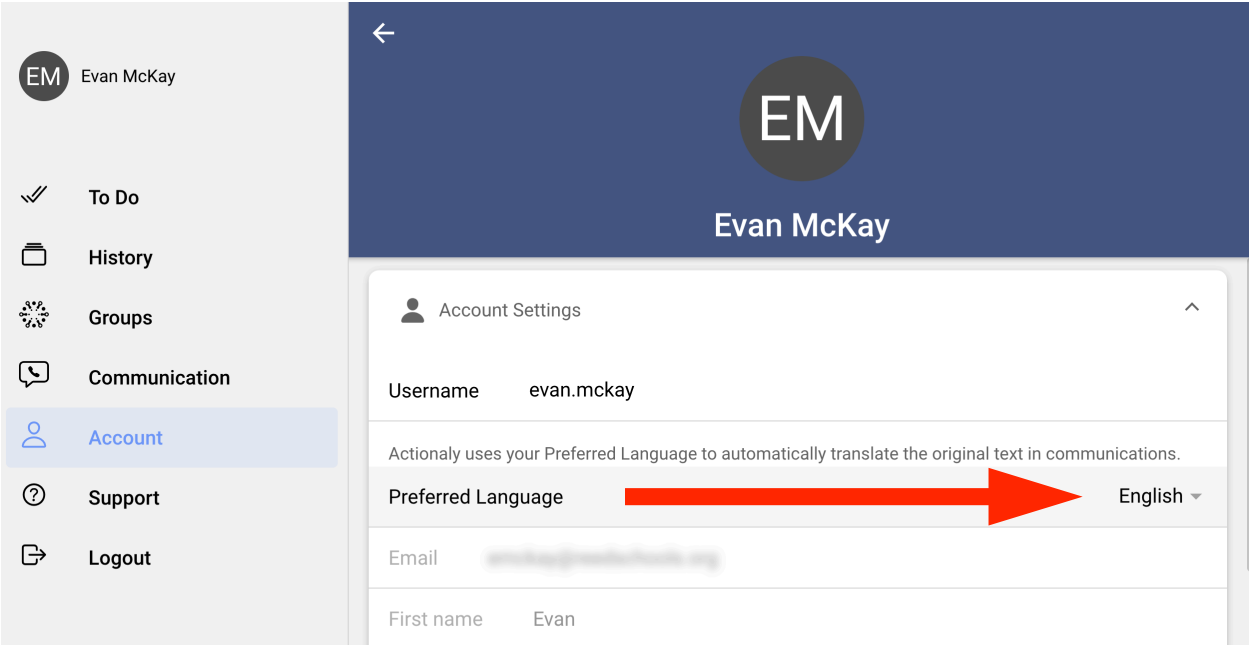 EM Evan McKay
To Do
History
Groups
Communication
Account
Support
Logout
EM
Evan McKay
Account Settings
Username evan.mckay
Actionaly uses your Preferred Language to automatically translate the original text in communications.
Preferred Language English
Email
First name Evan